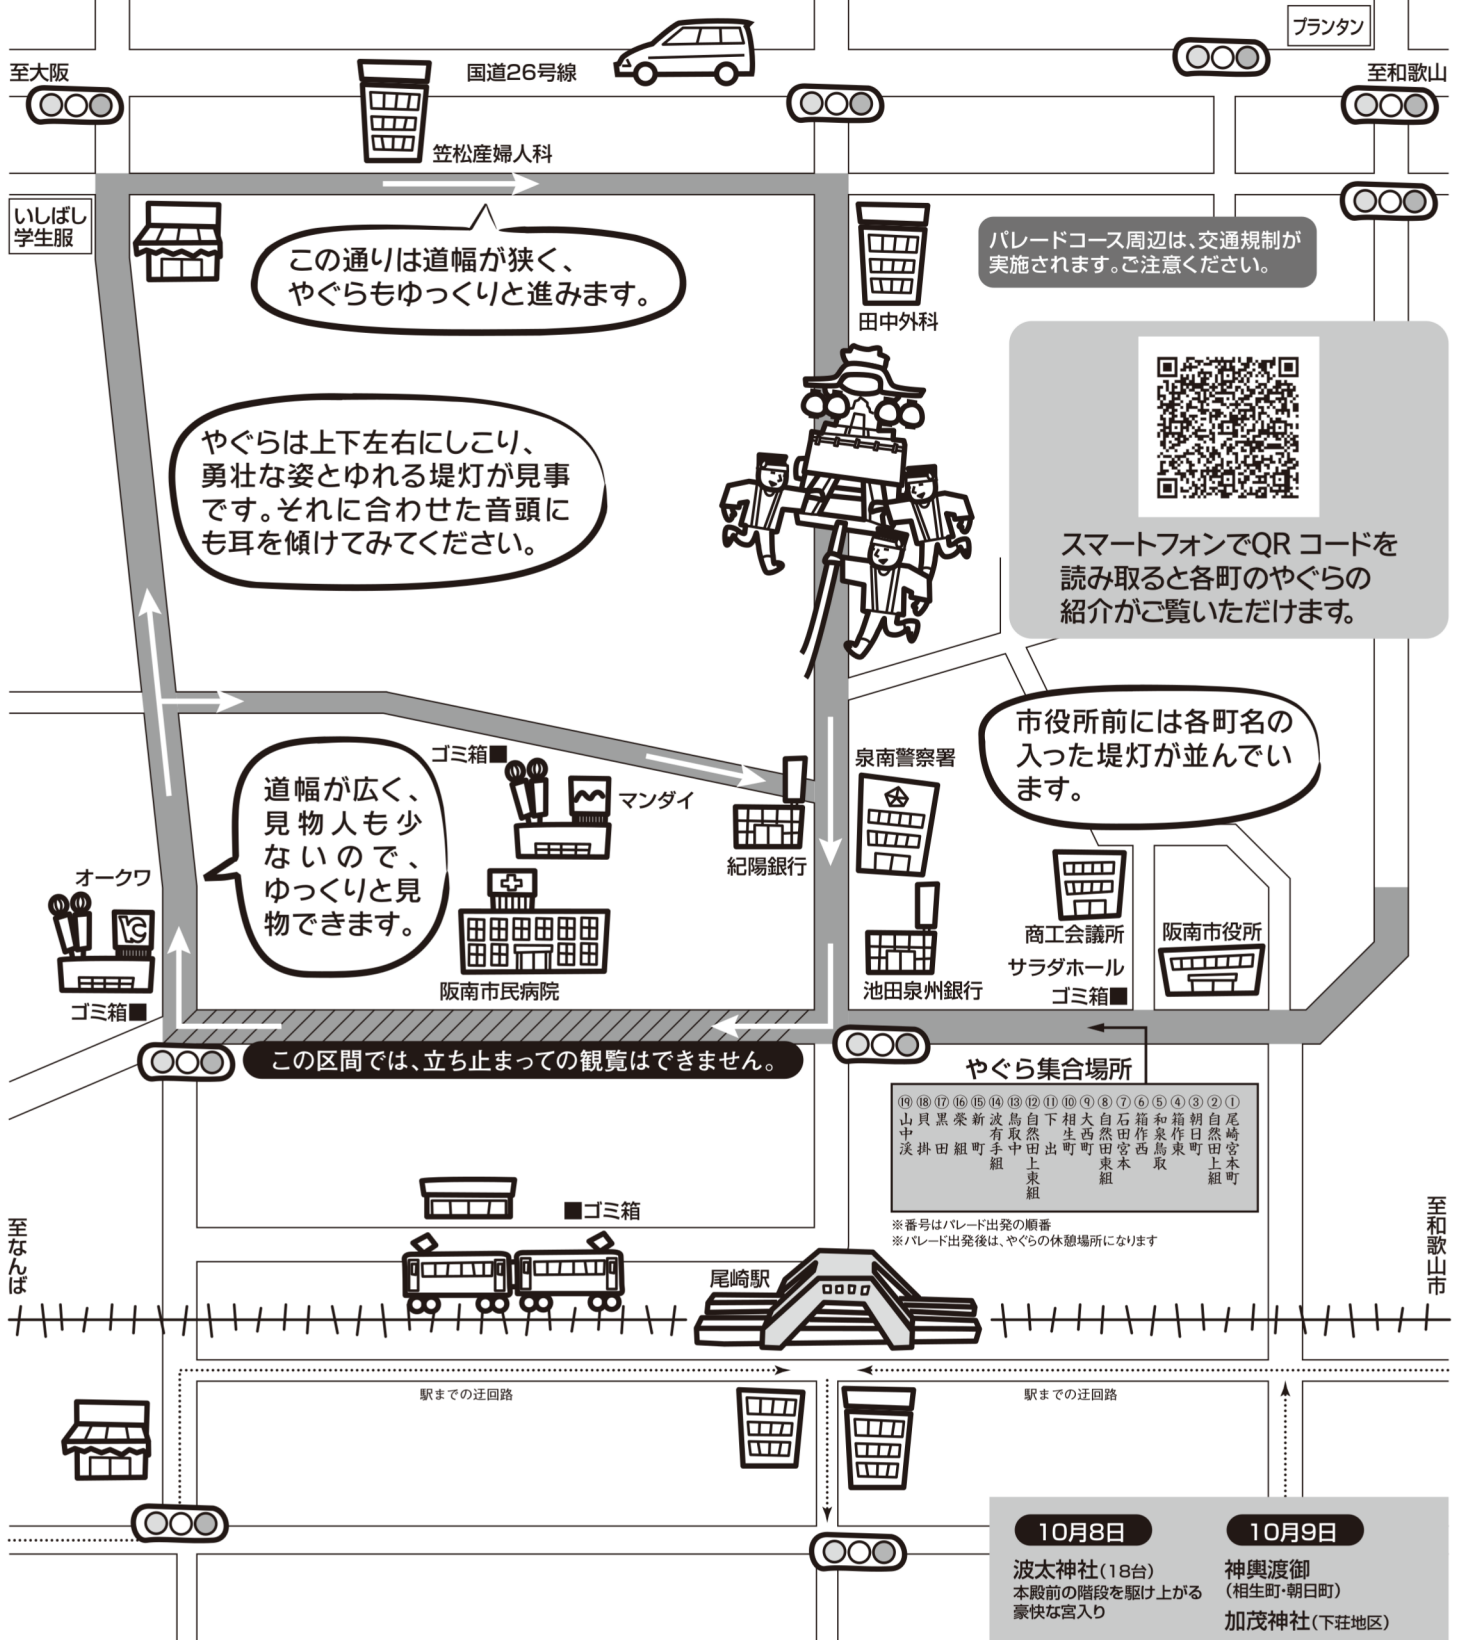 プランタン
至大阪
国道26号線
至和歌山
笠松産婦人科
いしばし
学生服
この通りは道幅が狭く、
やぐらもゆっくりと進みます。
パレードコース周辺は、交通規制が
実施されます。ご注意ください。
田中外科
やぐらは上下左右にしこり、
勇壮な姿とゆれる堤灯が見事
です。それに合わせた音頭に
も耳を傾けてみてください。
スマートフォンでQR コードを
読み取ると各町のやぐらの
紹介がご覧いただけます。
市役所前には各町名の
入った堤灯が並んでい
ます。
ゴミ箱■
マンダイ
泉南警察署
道幅が広く、
見物人も少
ないので、
ゆっくりと見
物できます。
紀陽銀行
オークワ
ゴミ箱■
阪南市民病院
池田泉州銀行
商工会議所
サラダホール
ゴミ箱■
阪南市役所
この区間では、立ち止まっての観覧はできません。
やぐら集合場所
①尾崎宮本町
②自然田上組
③朝日町
④箱作東
⑤和泉鳥取
⑥箱作西
⑦石田宮本
⑧自然田東組
⑨大西町
⑩相生町
⑪下出
⑫自然田上東組
⑬鳥取中
⑭波有手組
⑮新町
⑯榮組
⑰黒田
⑱貝掛
⑲山中渓
※番号はパレード出発の順番
※パレード出発後は、やぐらの休憩場所になります
■ゴミ箱
至なんば
至和歌山市
尾崎駅
駅までの迂回路
駅までの迂回路
10月8日
波太神社(18台)
本殿前の階段を駆け上がる
豪快な宮入り
10月9日
神輿渡御
(相生町・朝日町)
加茂神社(下荘地区)